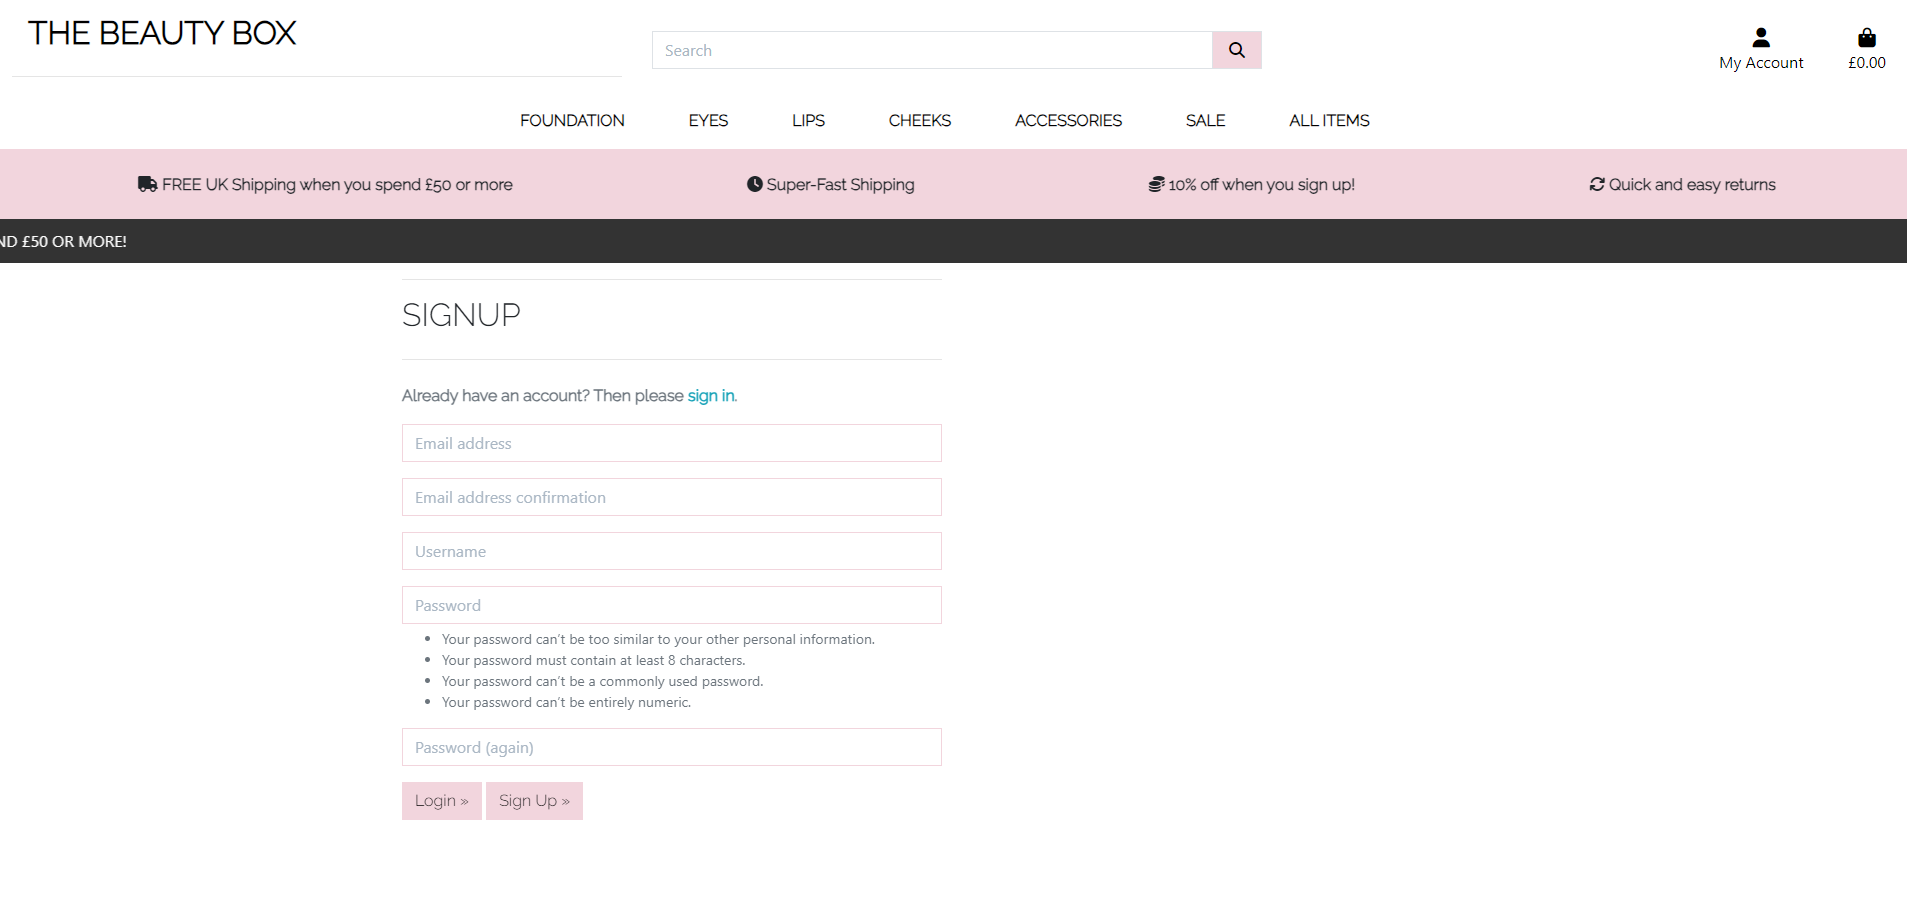 THE BEAUTY BOX
Search
My Account
£0.00
FOUNDATION
EYES
LIPS
CHEEKS
ACCESSORIES
SALE
ALL ITEMS
FREE UK Shipping when you spend £50 or more
Super-Fast Shipping
10% off when you sign up!
Quick and easy returns
ND £50 OR MORE!
SIGNUP
Already have an account? Then please sign in.
Email address
Email address confirmation
Username
Password
• Your password can't be too similar to your other personal information.
• Your password must contain at least 8 characters.
• Your password can't be a commonly used password.
• Your password can't be entirely numeric.
Password (again)
Login »
Sign Up »